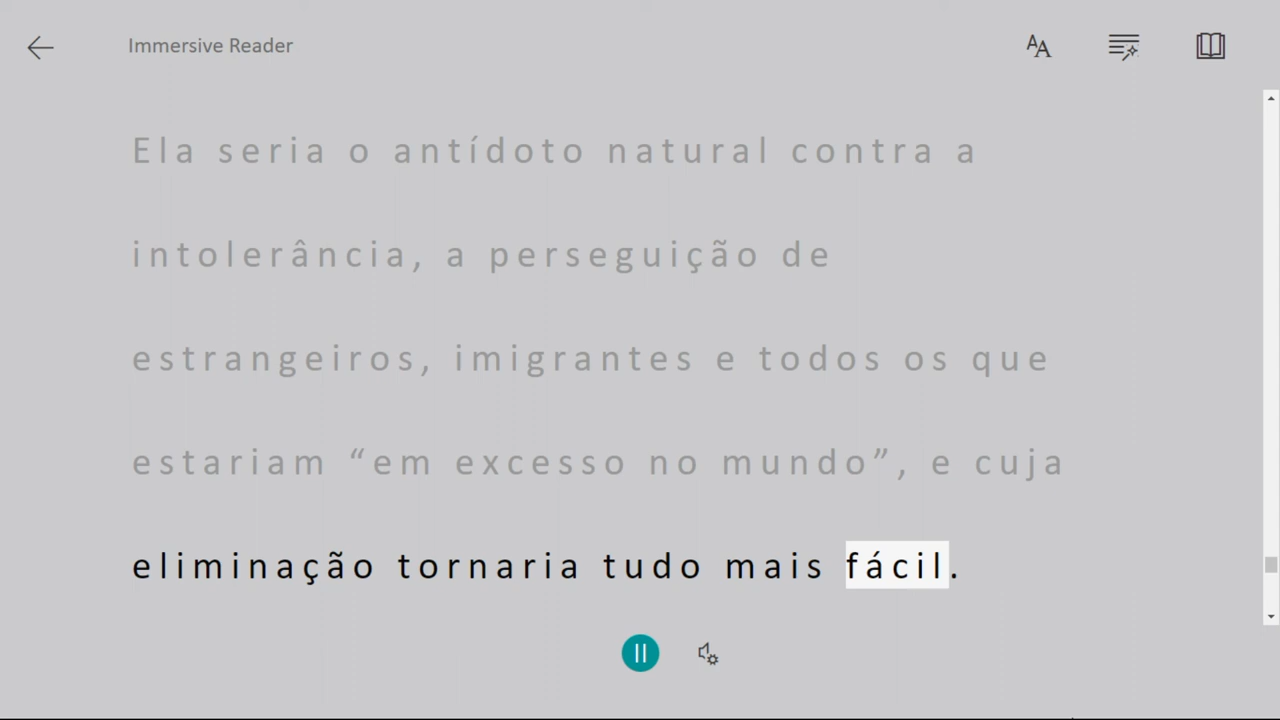 Immersive Reader
Ela seria o antídoto natural contra a
intolerância, a perseguição de
estrangeiros, imigrantes e todos os que
estariam “em excesso no mundo”, e cuja
eliminação tornaria tudo mais fácil.